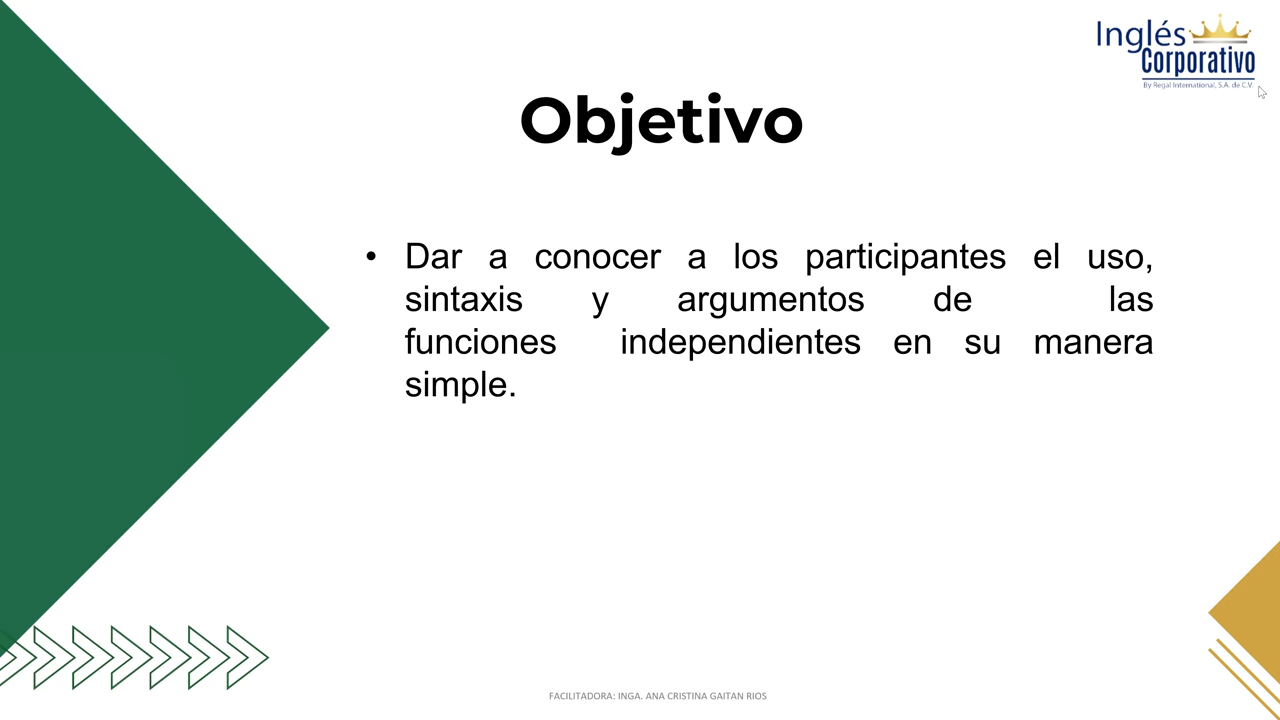 Inglés
Corporativo
By Regal International, S.A. de C.V.
Objetivo
• Dar a conocer a los participantes el uso,
sintaxis y argumentos de las
funciones independientes en su manera
simple.
FACILITADORA: INGA. ANA CRISTINA GAITAN RIOS